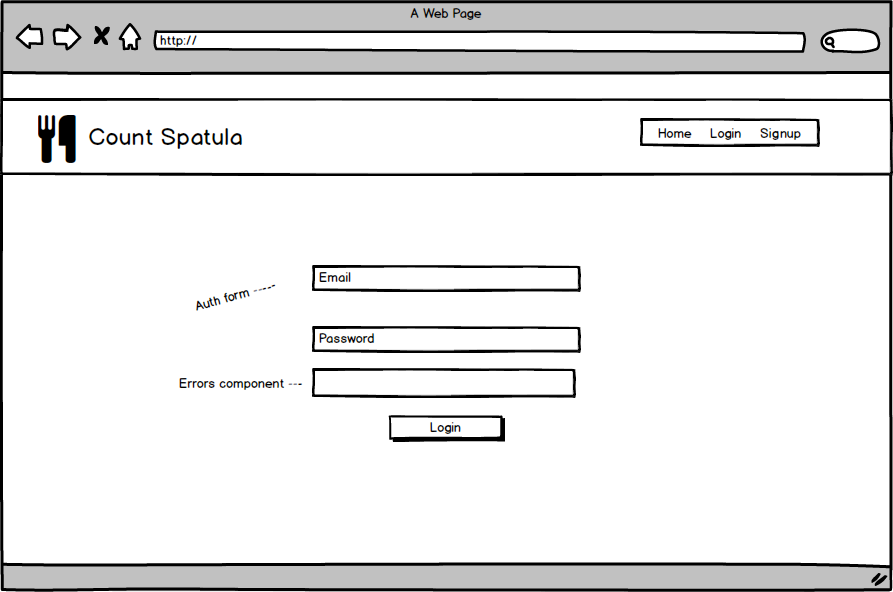 A Web Page
http://
Count Spatula
Home Login Signup
Email
Auth form -----
Password
Errors component ---
Login